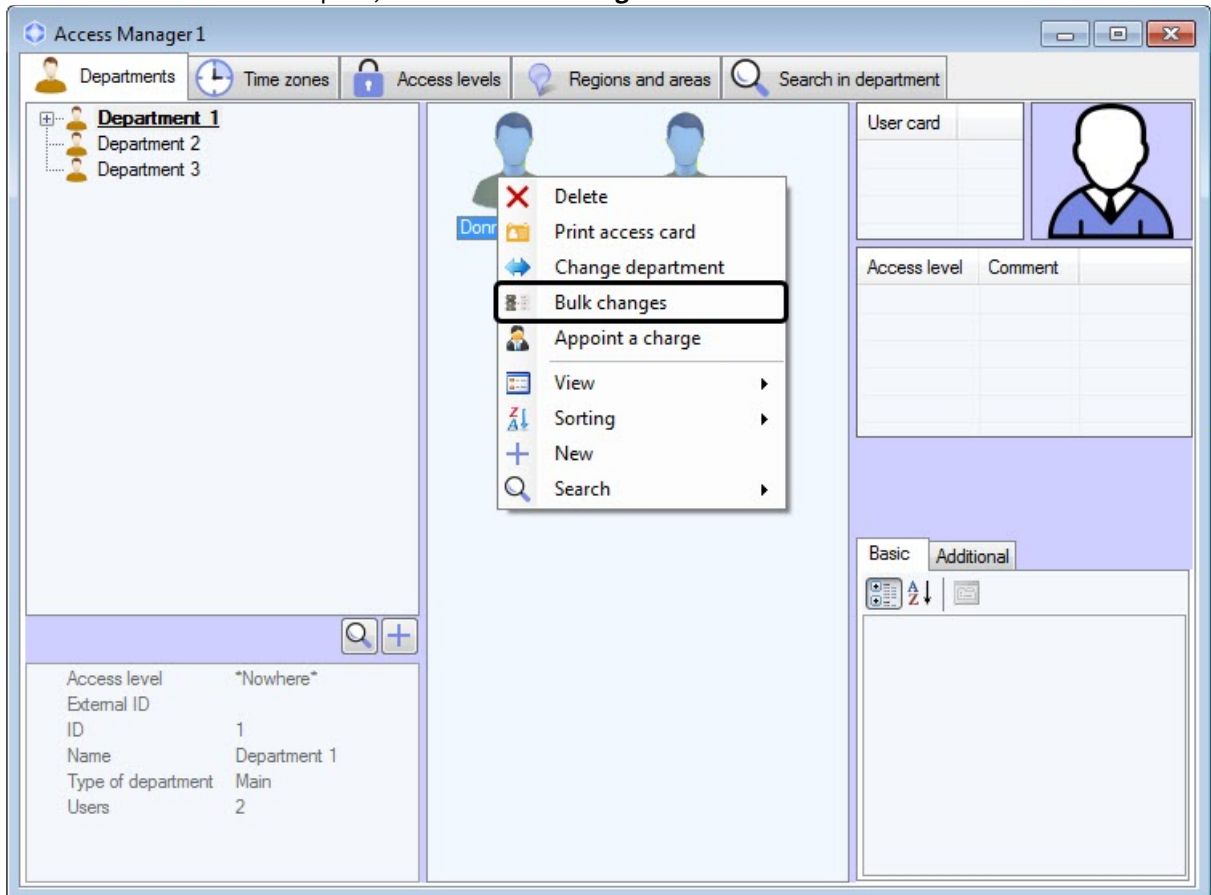 Access Manager 1
Departments Time zones Access levels Regions and areas Search in department
Department 1
Department 2
Department 3
Delete
Print access card
Change department
Bulk changes
Appoint a charge
View
Sorting
New
Search
User card
Access level Comment
Basic Additional
Access level *Nowhere*
External ID
ID 1
Name Department 1
Type of department Main
Users 2